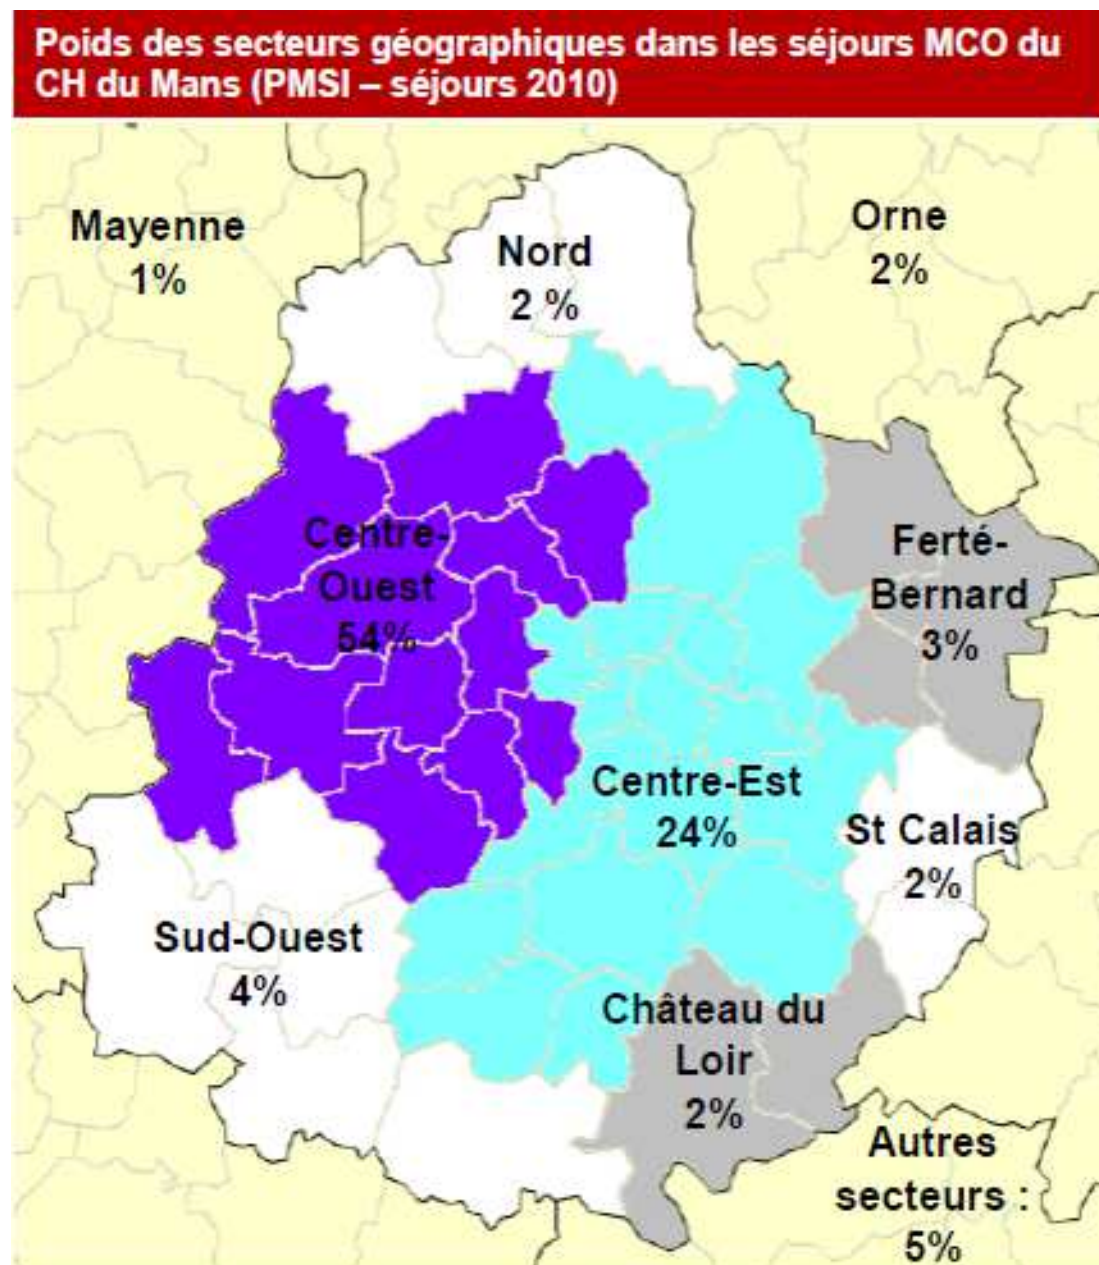 Poids des secteurs géographiques dans les séjours MCO du
CH du Mans (PMSI – séjours 2010)
Mayenne
1%
Nord
2 %
Orne
2%
Centre-
Ouest
54%
Ferté-
Bernard
3%
Centre-Est
24%
St Calais
2%
Sud-Ouest
4%
Château du
Loir
2%
Autres
secteurs :
5%